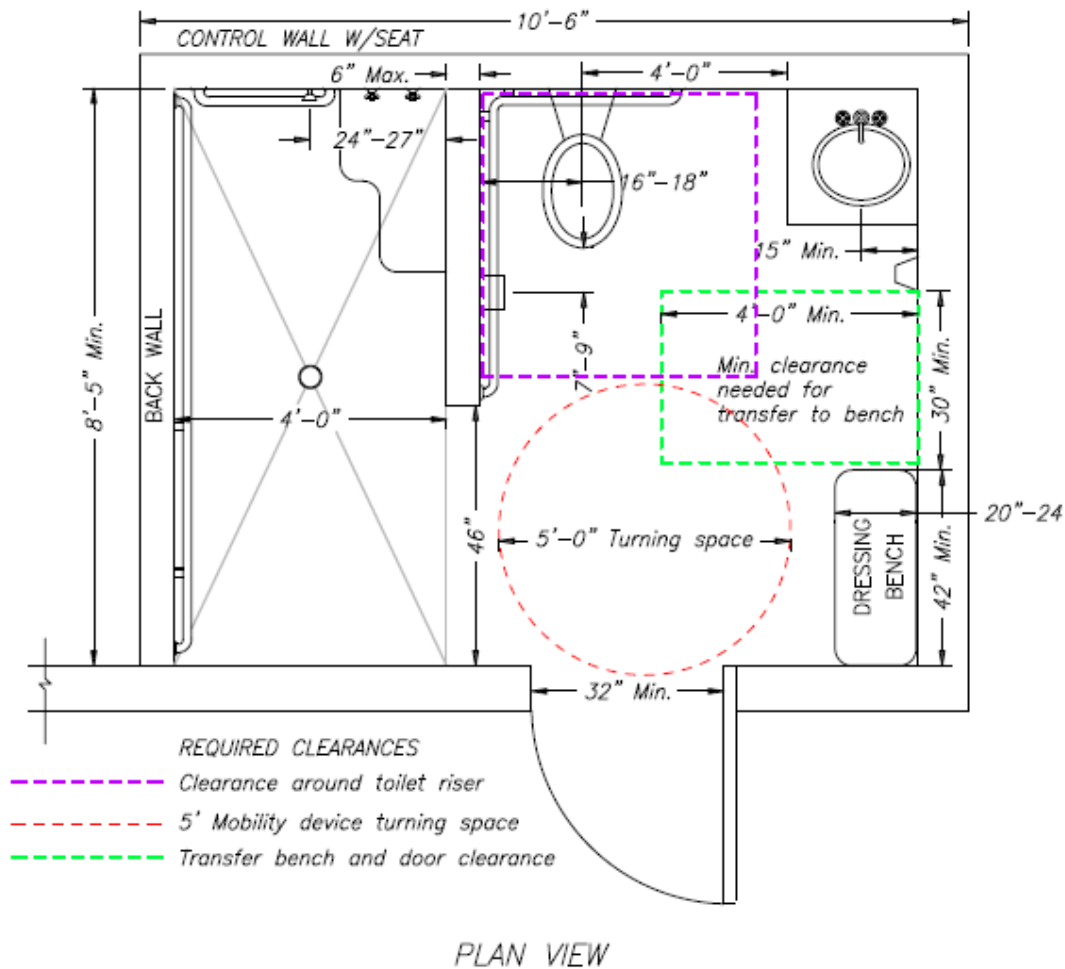 10'-6"
CONTROL WALL W/SEAT
6" Max.
4'-0"
24"-27"
16"-18"
15" Min.
8'-5" Min.
BACK WALL
4'-0"
7"-9"
4'-0" Min.
Min. clearance
needed for
transfer to bench
30" Min.
46"
5'-0" Turning space
20"-24
DRESSING
BENCH
42" Min.
32" Min.
REQUIRED CLEARANCES
Clearance around toilet riser
5' Mobility device turning space
Transfer bench and door clearance
PLAN VIEW